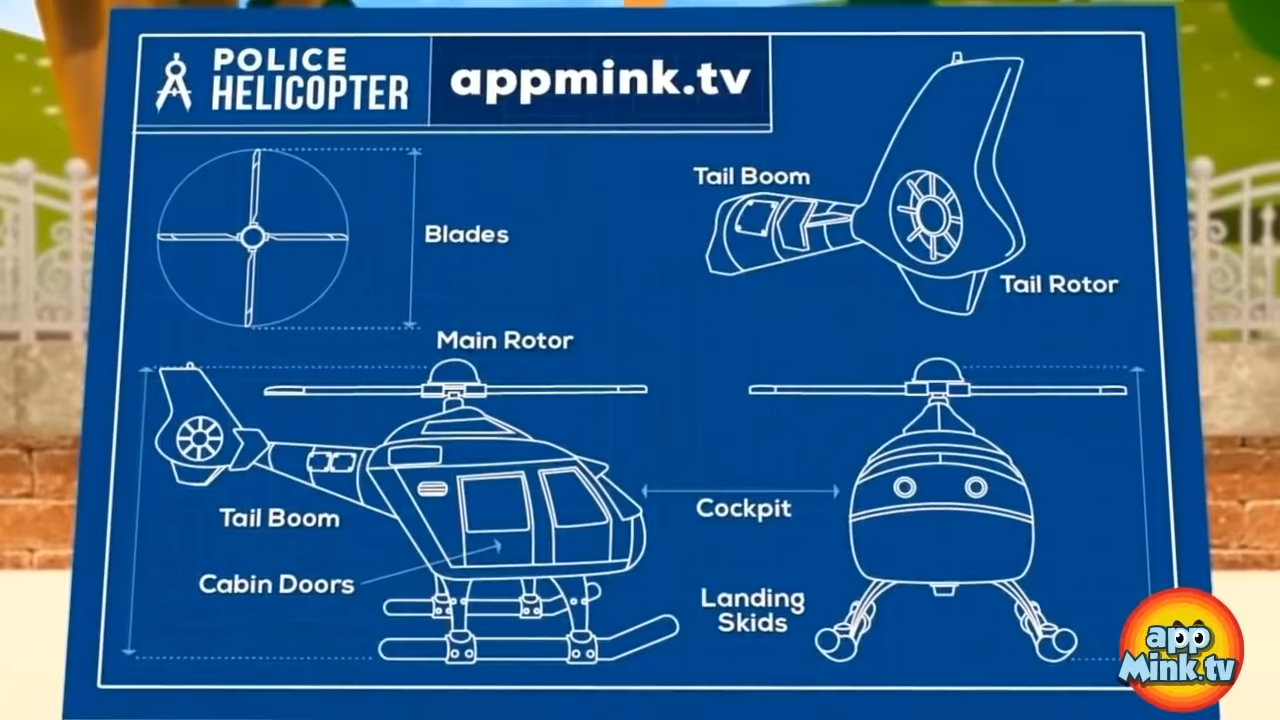 POLICE
HELICOPTER
appmink.tv
Tail Boom
Blades
Tail Rotor
Main Rotor
Cockpit
Tail Boom
Cabin Doors
Landing
Skids
app
Mink.tv